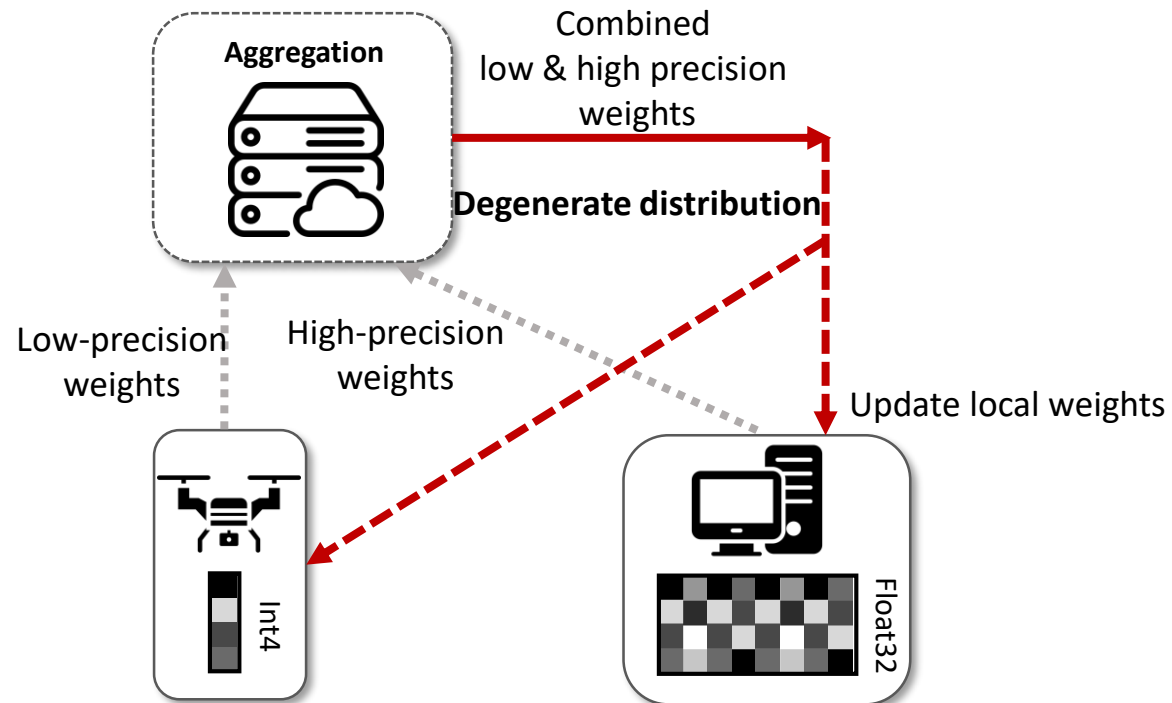 Aggregation
Combined
low & high precision
weights
Degenerate distribution
Low-precision
weights
High-precision
weights
Update local weights
Int4
Float32